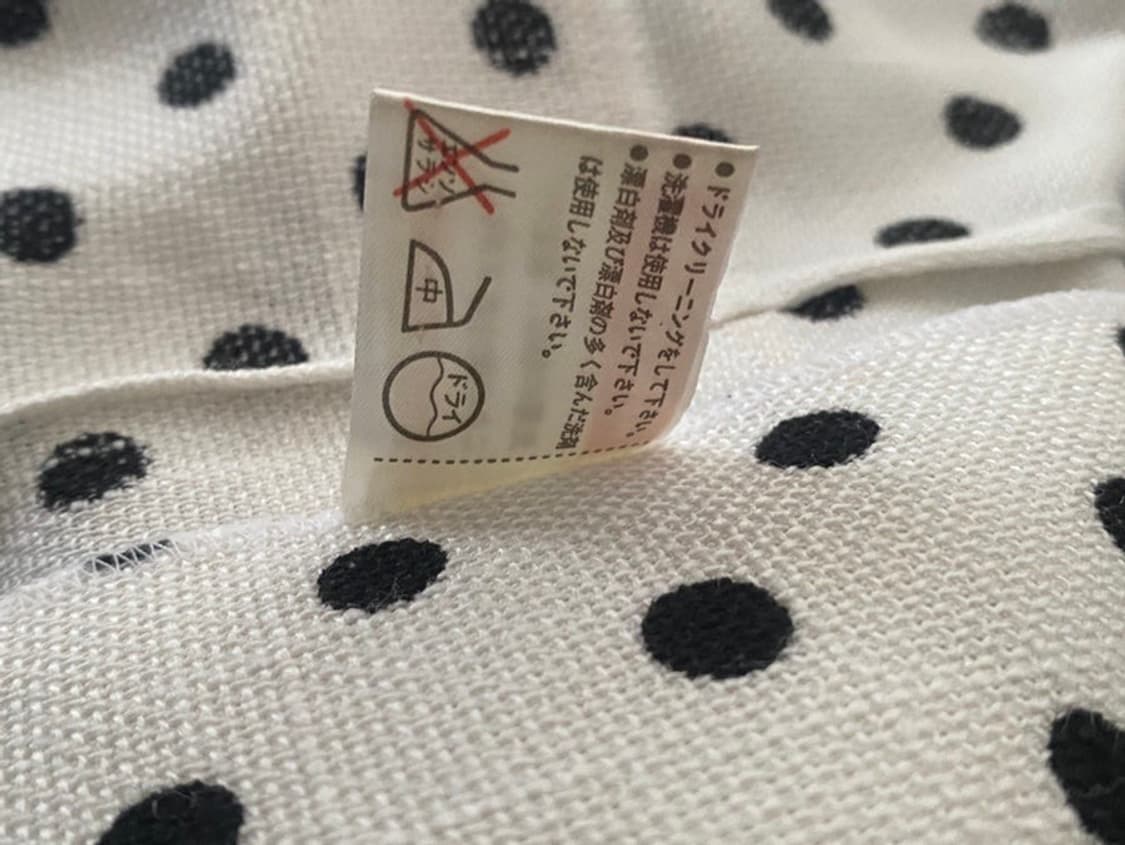 ●ドライクリーニングをして下さい。
●洗濯機は使用しないで下さい。
●漂白剤及び漂白剤の多く含んだ洗剤
は使用しないで下さい。
エンソ
サラシ
中
ドライ